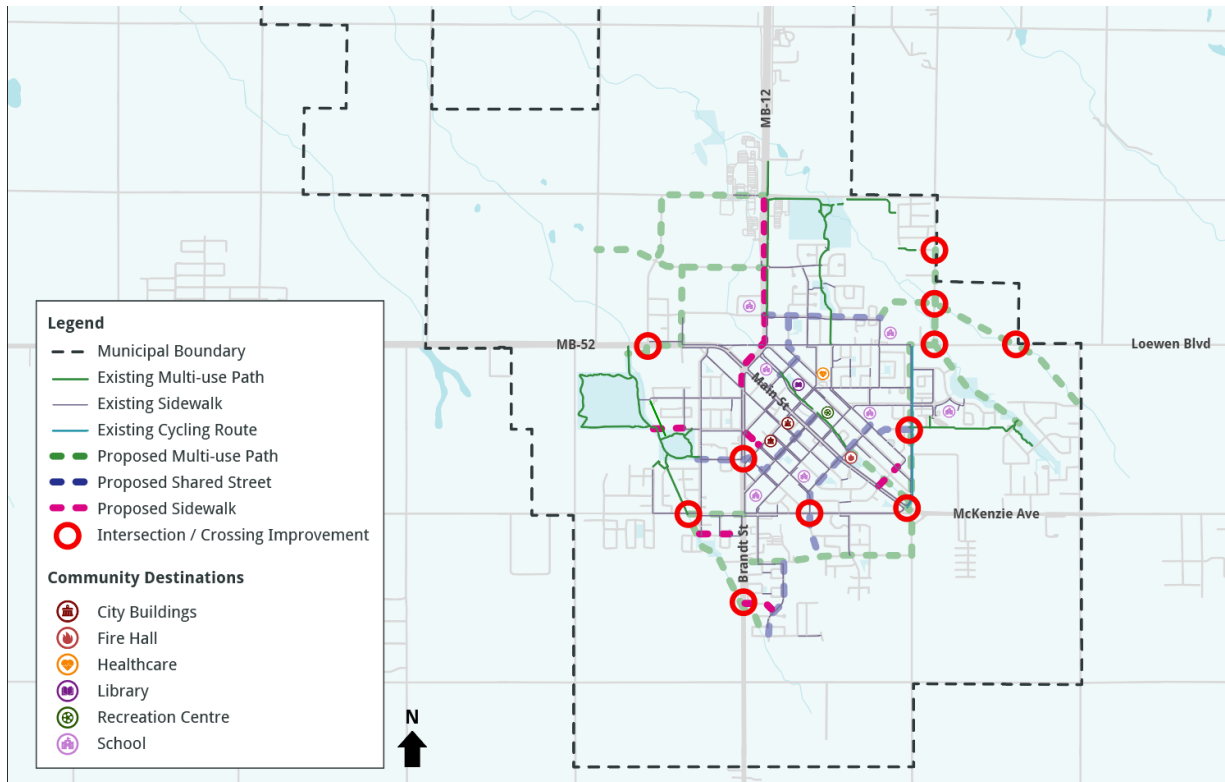 MB-12
MB-52
Loewen Blvd
Main St
McKenzie Ave
Brandt St
Legend
Municipal Boundary
Existing Multi-use Path
Existing Sidewalk
Existing Cycling Route
Proposed Multi-use Path
Proposed Shared Street
Proposed Sidewalk
Intersection / Crossing Improvement
Community Destinations
City Buildings
Fire Hall
Healthcare
Library
Recreation Centre
School
N